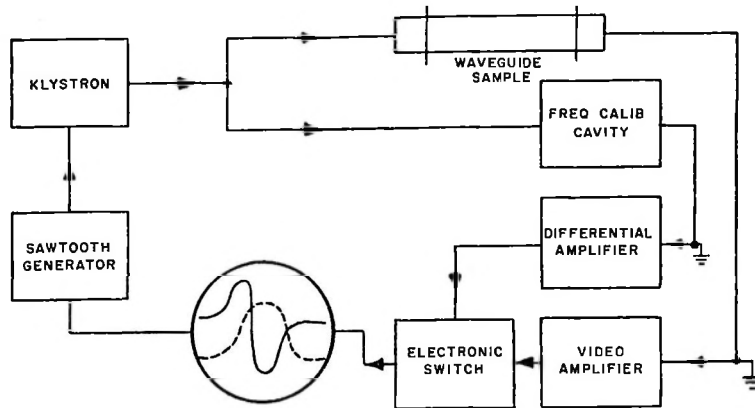 KLYSTRON
WAVEGUIDE
SAMPLE
FREQ CALIB
CAVITY
SAWTOOTH
GENERATOR
DIFFERENTIAL
AMPLIFIER
ELECTRONIC
SWITCH
VIDEO
AMPLIFIER